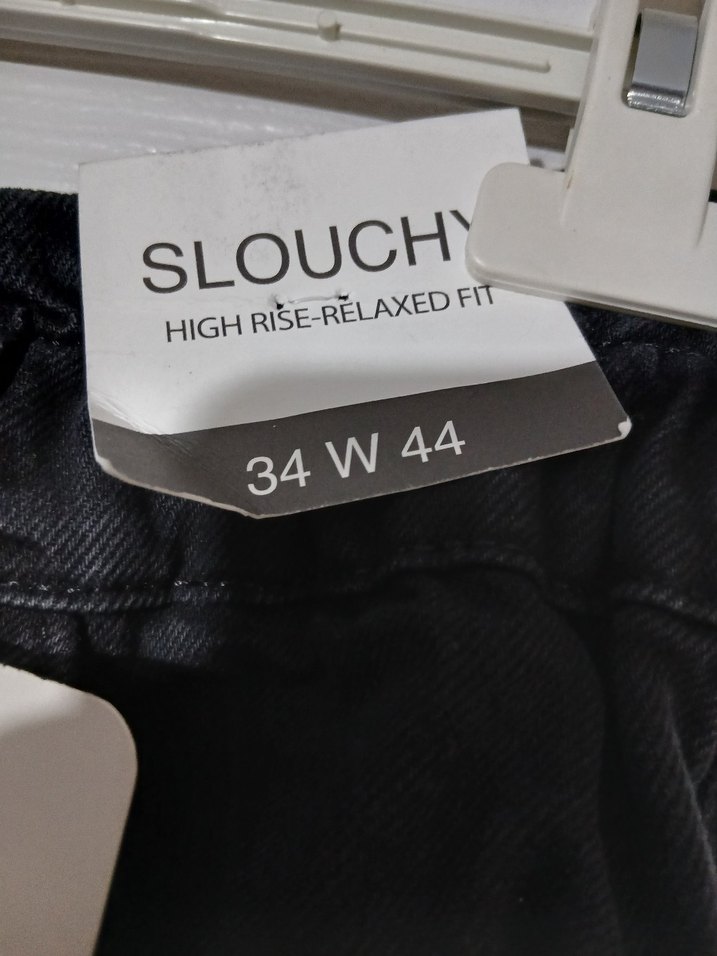 SLOUCHY
HIGH RISE-RELAXED FIT
34 W 44